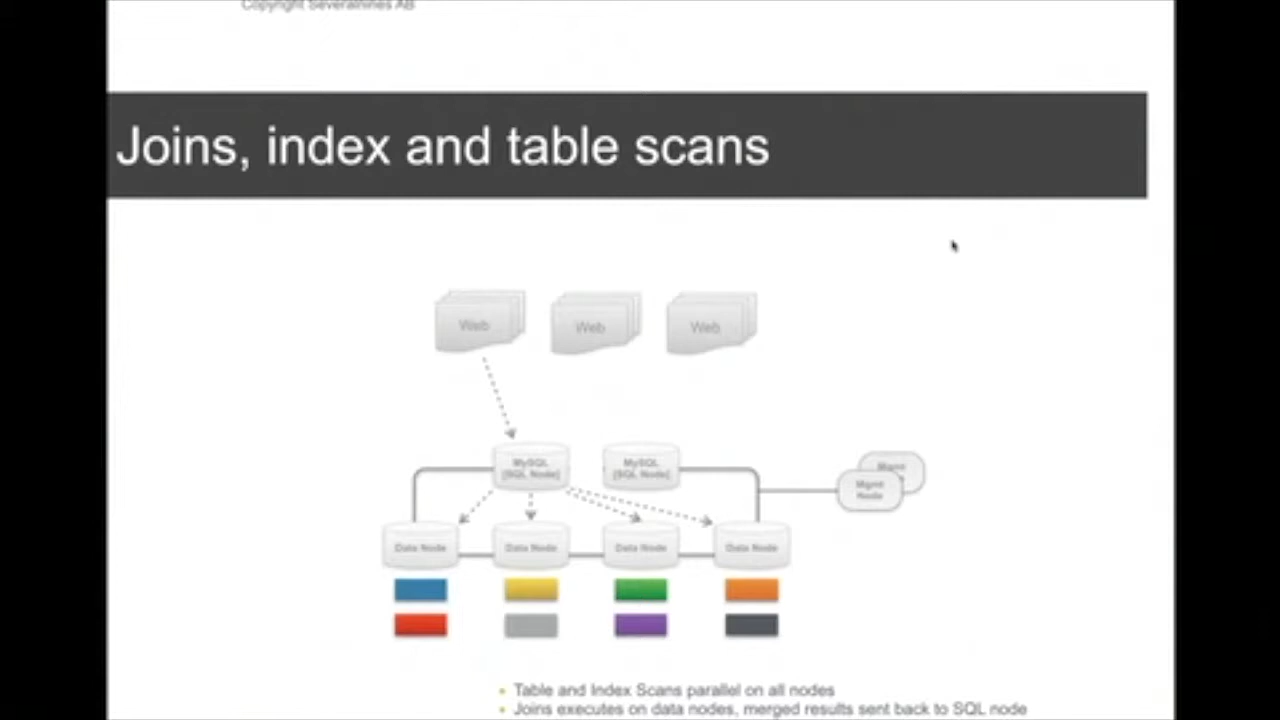 Copyright Severalnines AB
Joins, index and table scans
Web Web Web
MySQL MySQL
[SQL Node] [SQL Node]
Mgmt
Mgmt
Node
Data Node Data Node Data Node Data Node
Table and Index Scans parallel on all nodes
Joins executes on data nodes, merged results sent back to SQL node